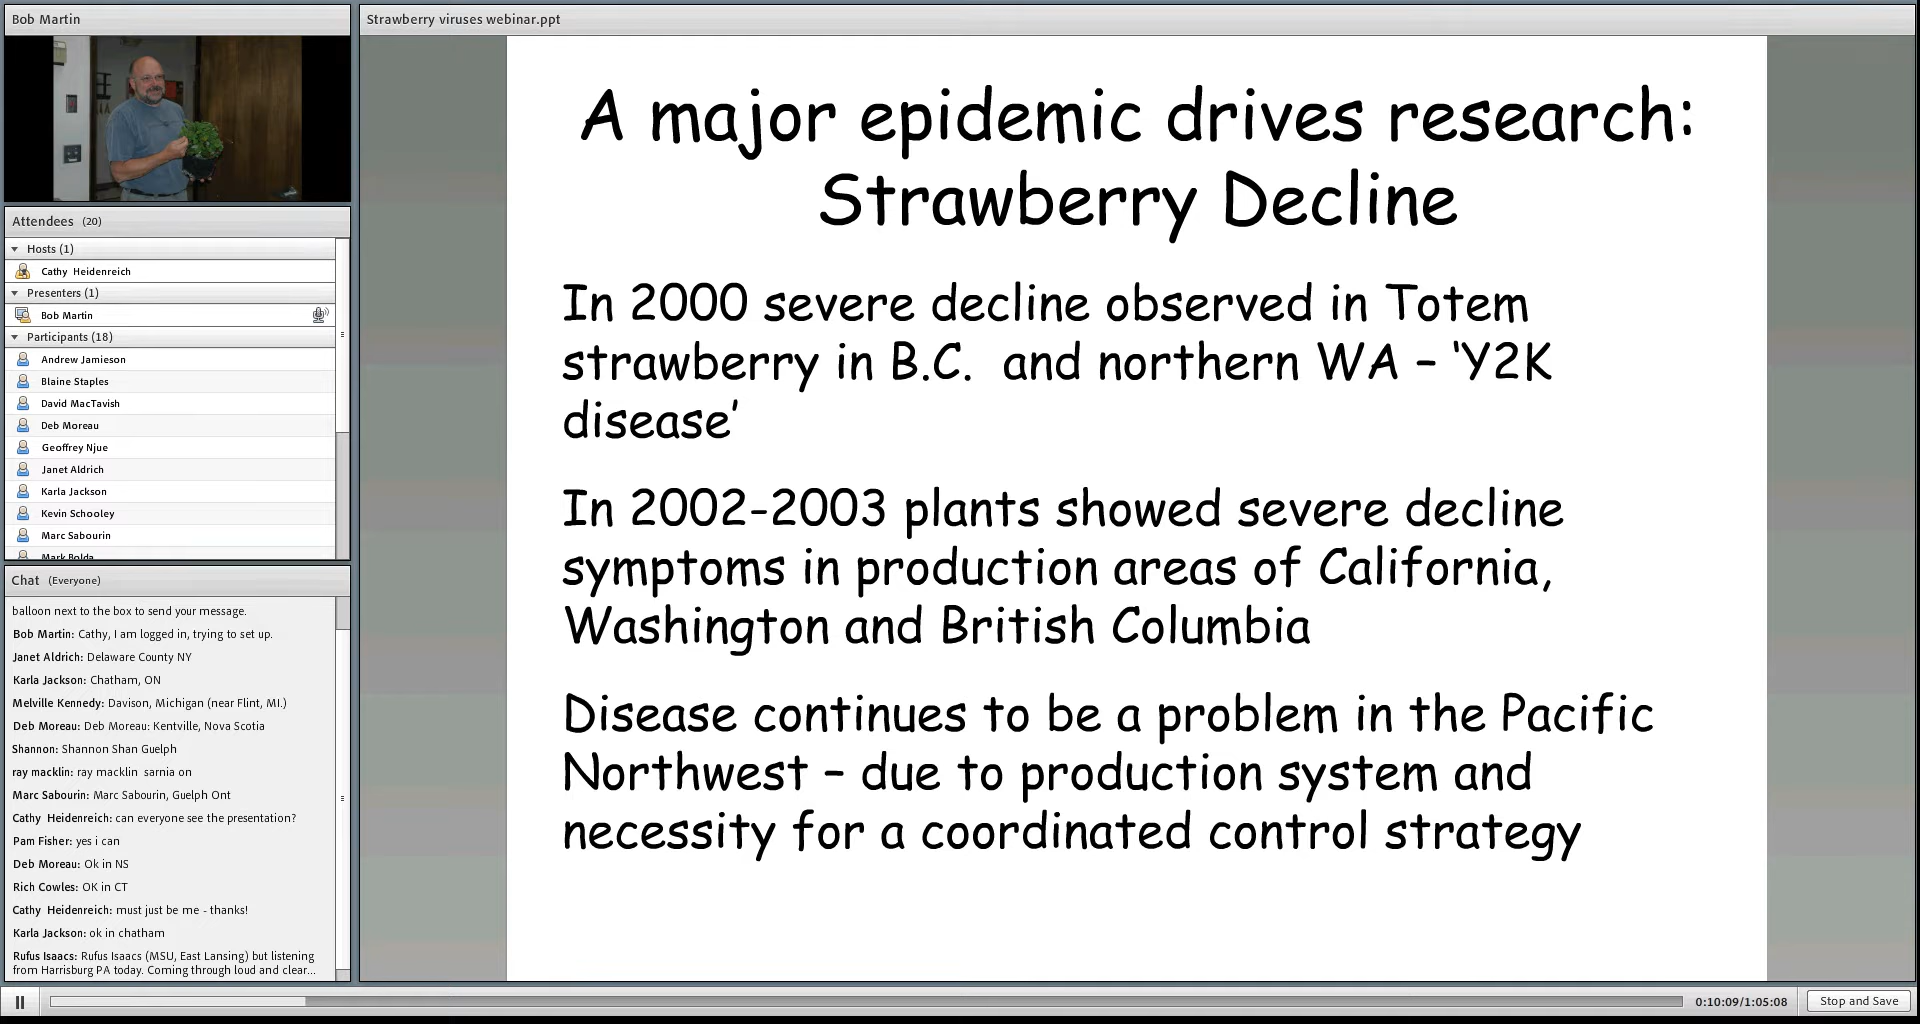 Bob Martin
Attendees (20)
Hosts (1)
Cathy Heidenreich
Presenters (1)
Bob Martin
Participants (18)
Andrew Jamieson
Blaine Staples
David MacTavish
Deb Moreau
Geoffrey Njue
Janet Aldrich
Karla Jackson
Kevin Schooley
Marc Sabourin
Mark Bolda
Chat (Everyone)
balloon next to the box to send your message.
Bob Martin: Cathy, I am logged in, trying to set up.
Janet Aldrich: Delaware County NY
Karla Jackson: Chatham, ON
Melville Kennedy: Davison, Michigan (near Flint, MI.)
Deb Moreau: Deb Moreau: Kentville, Nova Scotia
Shannon: Shannon Shan Guelph
ray macklin: ray macklin sarnia on
Marc Sabourin: Marc Sabourin, Guelph Ont
Cathy Heidenreich: can everyone see the presentation?
Pam Fisher: yes i can
Deb Moreau: Ok in NS
Rich Cowles: OK in CT
Cathy Heidenreich: must just be me - thanks!
Karla Jackson: ok in chatham
Rufus Isaacs: Rufus Isaacs (MSU, East Lansing) but listening
from Harrisburg PA today. Coming through loud and clear...
Strawberry viruses webinar.ppt
A major epidemic drives research:
Strawberry Decline
In 2000 severe decline observed in Totem
strawberry in B.C. and northern WA – ‘Y2K
disease’
In 2002-2003 plants showed severe decline
symptoms in production areas of California,
Washington and British Columbia
Disease continues to be a problem in the Pacific
Northwest – due to production system and
necessity for a coordinated control strategy
0:10:09/1:05:08
Stop and Save